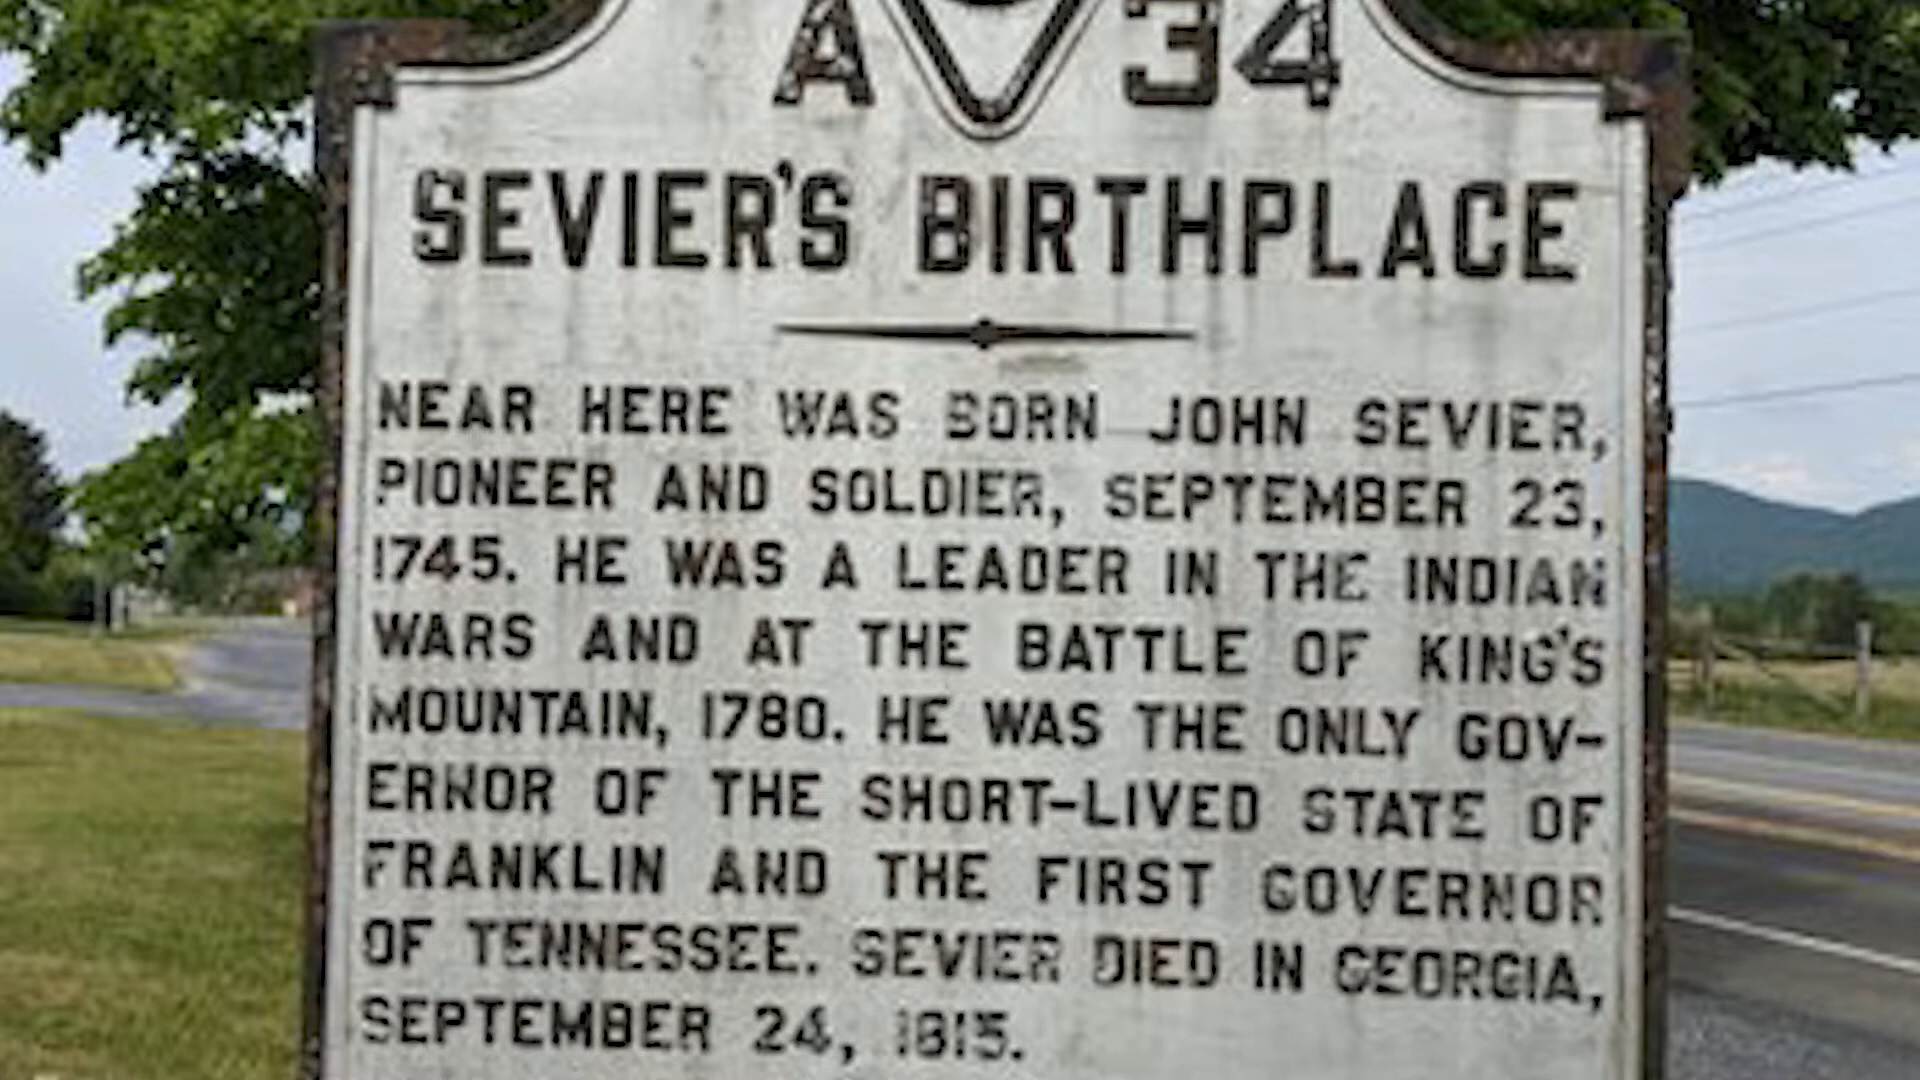 A 34
SEVIER'S BIRTHPLACE
NEAR HERE WAS BORN JOHN SEVIER,
PIONEER AND SOLDIER, SEPTEMBER 23,
1745. HE WAS A LEADER IN THE INDIAN
WARS AND AT THE BATTLE OF KING'S
MOUNTAIN, 1780. HE WAS THE ONLY GOV-
ERNOR OF THE SHORT-LIVED STATE OF
FRANKLIN AND THE FIRST GOVERNOR
OF TENNESSEE. SEVIER DIED IN GEORGIA,
SEPTEMBER 24, 1815.